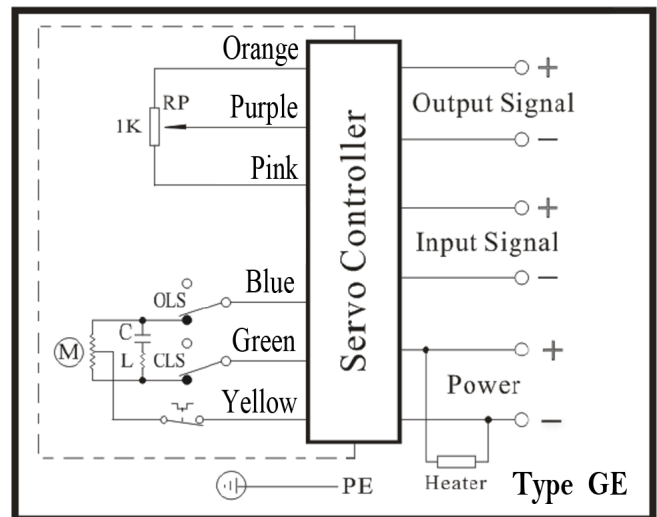 Orange
RP
1K
Purple
Pink
Servo Controller
+
Output Signal
−
+
Input Signal
−
Blue
OLS
C
M
L
CLS
Green
Yellow
+
Power
−
Heater
PE
Type GE